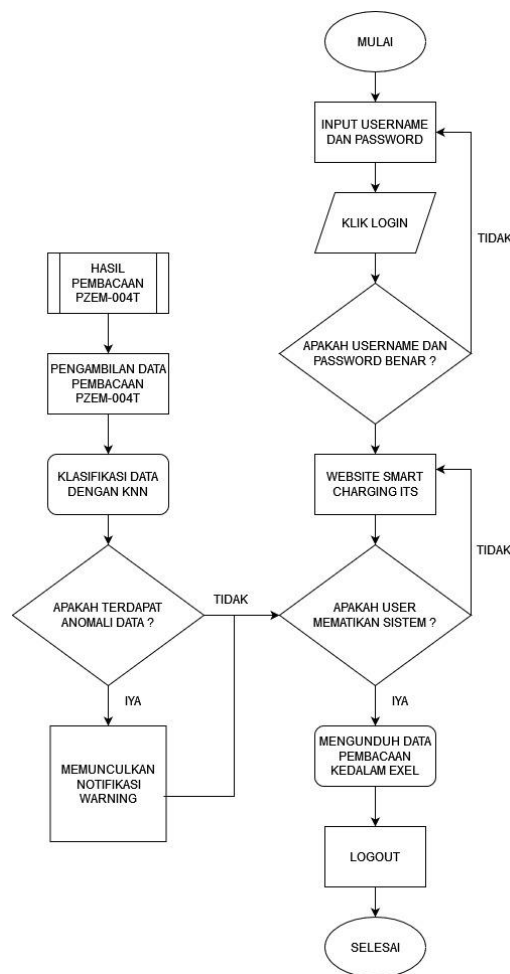 MULAI
INPUT USERNAME
DAN PASSWORD
KLIK LOGIN
TIDAK
APAKAH USERNAME DAN
PASSWORD BENAR ?
HASIL
PEMBACAAN
PZEM-004T
PENGAMBILAN DATA
PEMBACAAN
PZEM-004T
KLASIFIKASI DATA
DENGAN KNN
APAKAH TERDAPAT
ANOMALI DATA ?
TIDAK
IYA
MEMUNCULKAN
NOTIFIKASI
WARNING
WEBSITE SMART
CHARGING ITS
TIDAK
APAKAH USER
MEMATIKAN SISTEM ?
IYA
MENGUNDUH DATA
PEMBACAAN
KEDALAM EXEL
LOGOUT
SELESAI